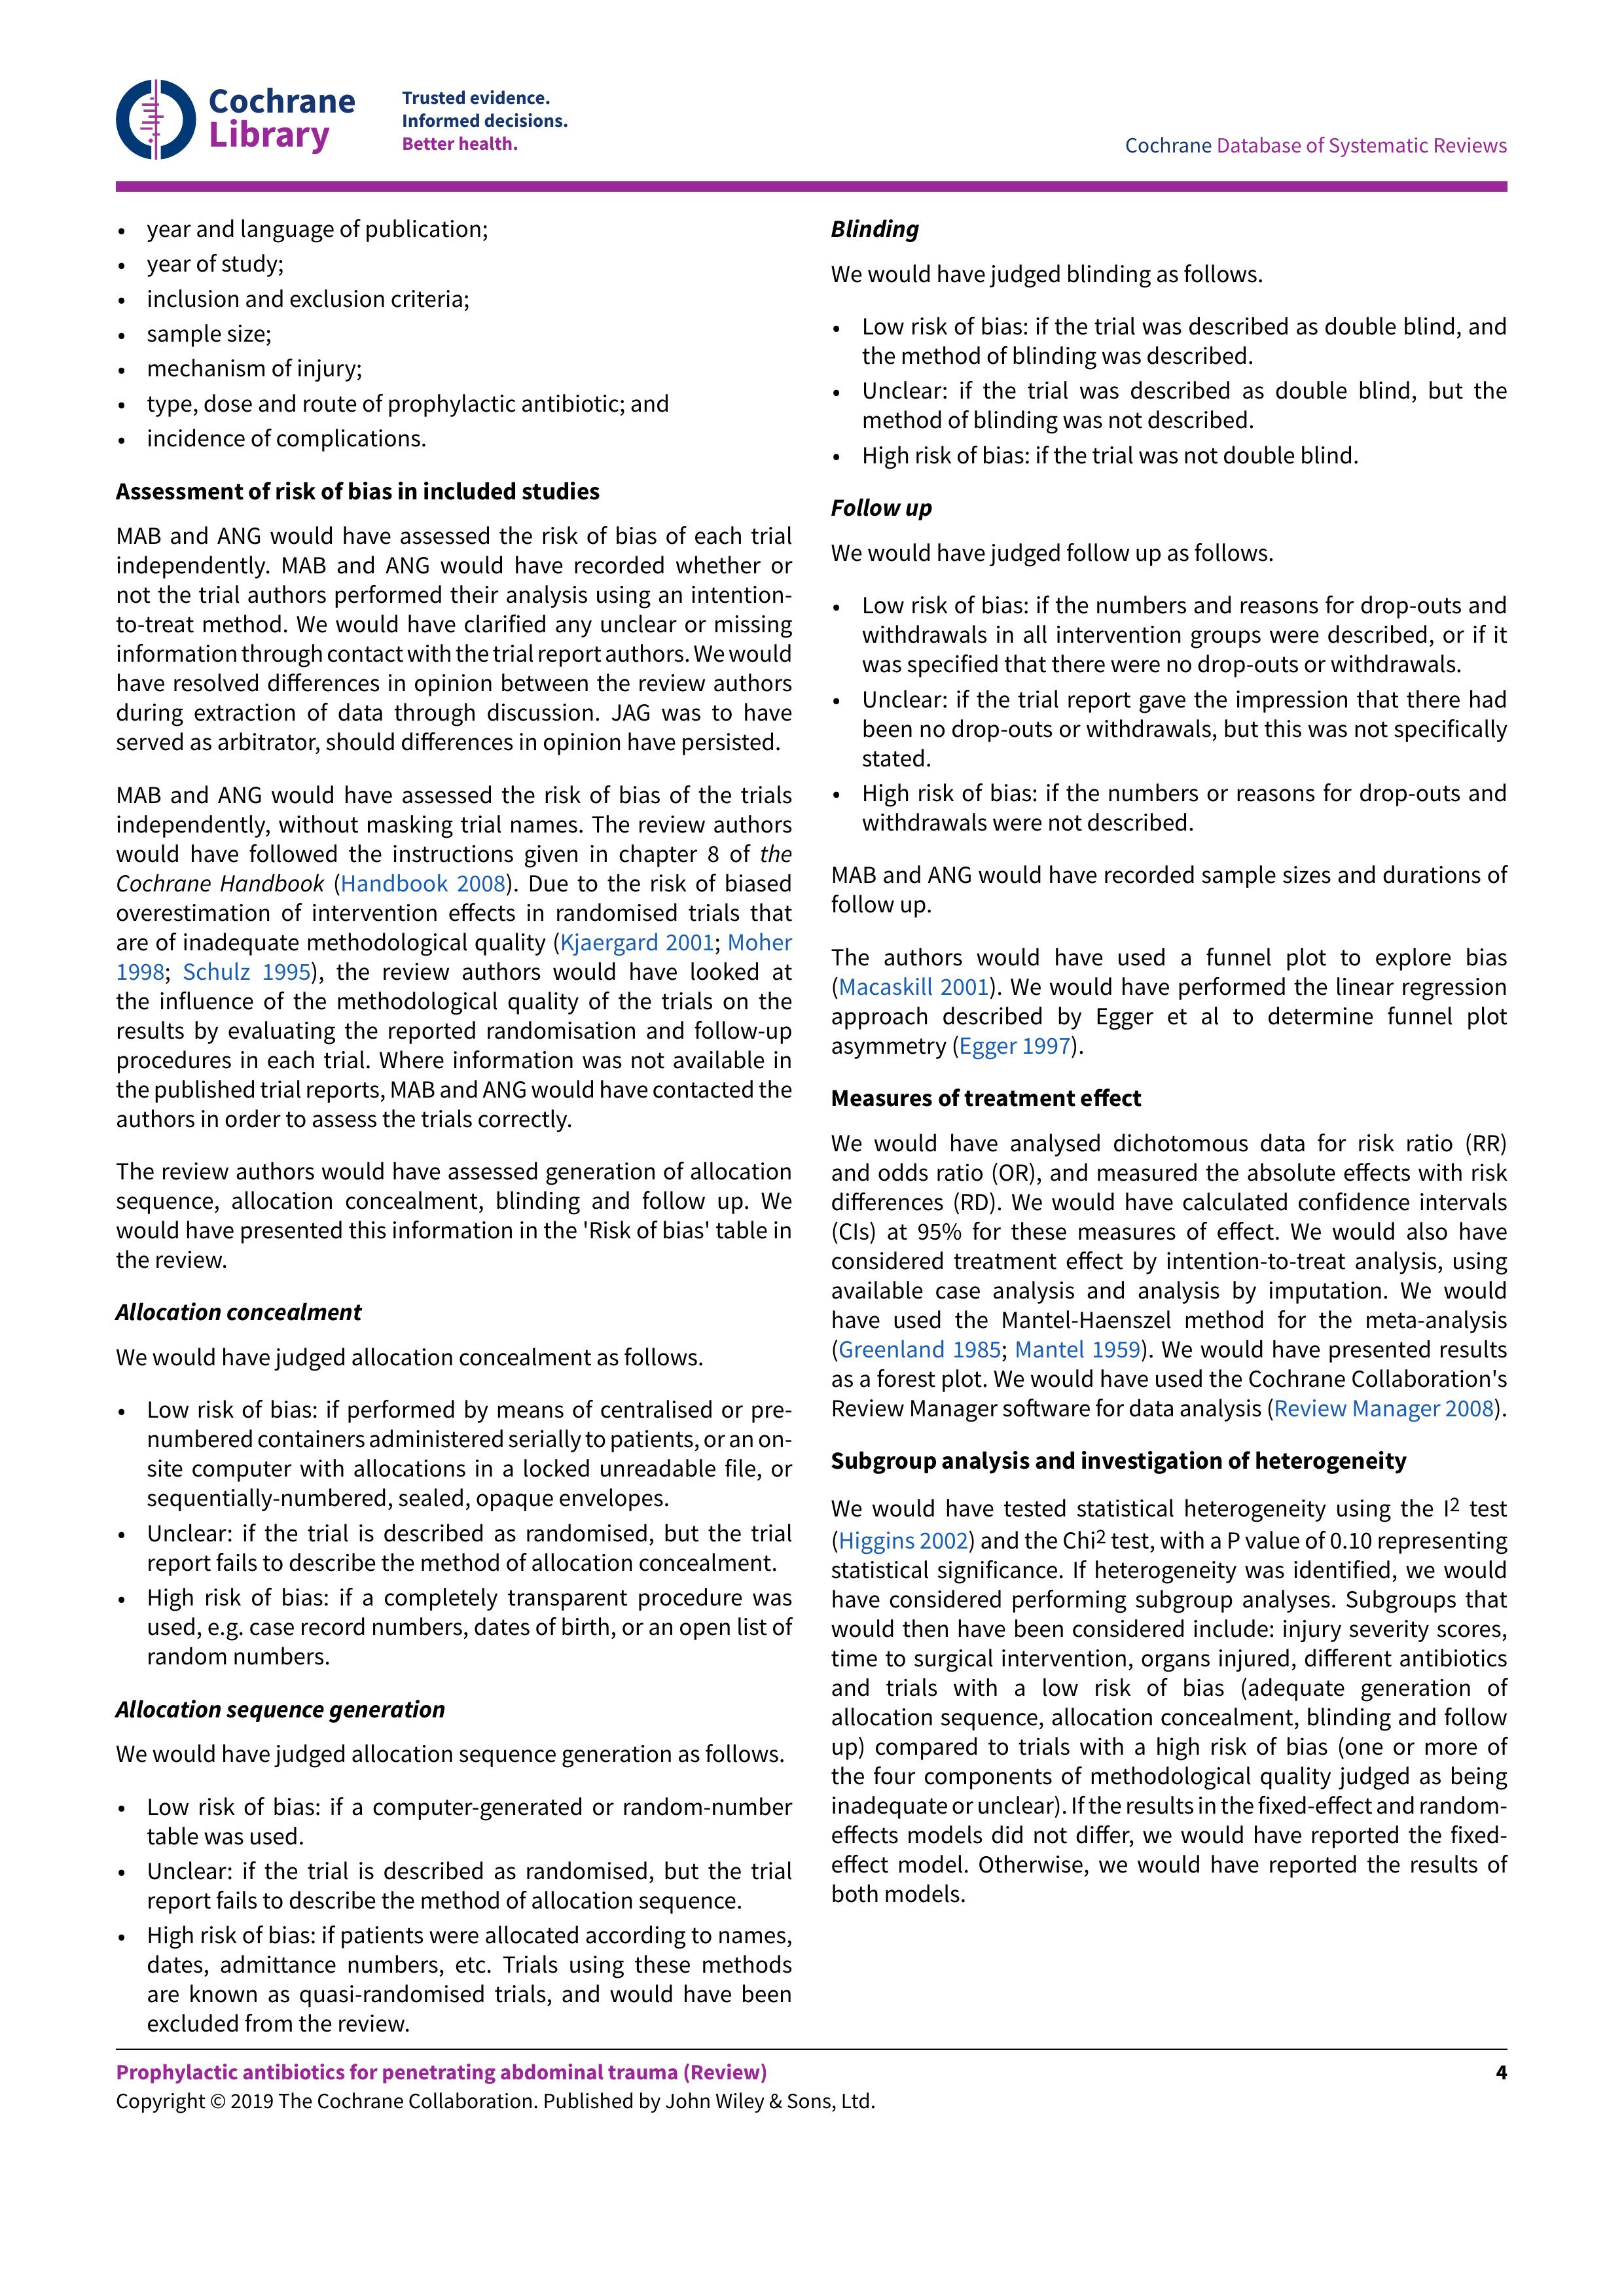 Cochrane
Library
Trusted evidence.
Informed decisions.
Better health.
Cochrane Database of Systematic Reviews
• year and language of publication;
• year of study;
• inclusion and exclusion criteria;
• sample size;
• mechanism of injury;
• type, dose and route of prophylactic antibiotic; and
• incidence of complications.
Assessment of risk of bias in included studies
MAB and ANG would have assessed the risk of bias of each trial
independently. MAB and ANG would have recorded whether or
not the trial authors performed their analysis using an intention-
to-treat method. We would have clarified any unclear or missing
information through contact with the trial report authors. We would
have resolved differences in opinion between the review authors
during extraction of data through discussion. JAG was to have
served as arbitrator, should differences in opinion have persisted.
MAB and ANG would have assessed the risk of bias of the trials
independently, without masking trial names. The review authors
would have followed the instructions given in chapter 8 of the
Cochrane Handbook (Handbook 2008). Due to the risk of biased
overestimation of intervention effects in randomised trials that
are of inadequate methodological quality (Kjaergard 2001; Moher
1998; Schulz 1995), the review authors would have looked at
the influence of the methodological quality of the trials on the
results by evaluating the reported randomisation and follow-up
procedures in each trial. Where information was not available in
the published trial reports, MAB and ANG would have contacted the
authors in order to assess the trials correctly.
The review authors would have assessed generation of allocation
sequence, allocation concealment, blinding and follow up. We
would have presented this information in the 'Risk of bias' table in
the review.
Allocation concealment
We would have judged allocation concealment as follows.
• Low risk of bias: if performed by means of centralised or pre-
numbered containers administered serially to patients, or an on-
site computer with allocations in a locked unreadable file, or
sequentially-numbered, sealed, opaque envelopes.
• Unclear: if the trial is described as randomised, but the trial
report fails to describe the method of allocation concealment.
• High risk of bias: if a completely transparent procedure was
used, e.g. case record numbers, dates of birth, or an open list of
random numbers.
Allocation sequence generation
We would have judged allocation sequence generation as follows.
• Low risk of bias: if a computer-generated or random-number
table was used.
• Unclear: if the trial is described as randomised, but the trial
report fails to describe the method of allocation sequence.
• High risk of bias: if patients were allocated according to names,
dates, admittance numbers, etc. Trials using these methods
are known as quasi-randomised trials, and would have been
excluded from the review.
Blinding
We would have judged blinding as follows.
• Low risk of bias: if the trial was described as double blind, and
the method of blinding was described.
• Unclear: if the trial was described as double blind, but the
method of blinding was not described.
• High risk of bias: if the trial was not double blind.
Follow up
We would have judged follow up as follows.
• Low risk of bias: if the numbers and reasons for drop-outs and
withdrawals in all intervention groups were described, or if it
was specified that there were no drop-outs or withdrawals.
• Unclear: if the trial report gave the impression that there had
been no drop-outs or withdrawals, but this was not specifically
stated.
• High risk of bias: if the numbers or reasons for drop-outs and
withdrawals were not described.
MAB and ANG would have recorded sample sizes and durations of
follow up.
The authors would have used a funnel plot to explore bias
(Macaskill 2001). We would have performed the linear regression
approach described by Egger et al to determine funnel plot
asymmetry (Egger 1997).
Measures of treatment effect
We would have analysed dichotomous data for risk ratio (RR)
and odds ratio (OR), and measured the absolute effects with risk
differences (RD). We would have calculated confidence intervals
(CIs) at 95% for these measures of effect. We would also have
considered treatment effect by intention-to-treat analysis, using
available case analysis and analysis by imputation. We would
have used the Mantel-Haenszel method for the meta-analysis
(Greenland 1985; Mantel 1959). We would have presented results
as a forest plot. We would have used the Cochrane Collaboration's
Review Manager software for data analysis (Review Manager 2008).
Subgroup analysis and investigation of heterogeneity
We would have tested statistical heterogeneity using the I2 test
(Higgins 2002) and the Chi2 test, with a P value of 0.10 representing
statistical significance. If heterogeneity was identified, we would
have considered performing subgroup analyses. Subgroups that
would then have been considered include: injury severity scores,
time to surgical intervention, organs injured, different antibiotics
and trials with a low risk of bias (adequate generation of
allocation sequence, allocation concealment, blinding and follow
up) compared to trials with a high risk of bias (one or more of
the four components of methodological quality judged as being
inadequate or unclear). If the results in the fixed-effect and random-
effects models did not differ, we would have reported the fixed-
effect model. Otherwise, we would have reported the results of
both models.
Prophylactic antibiotics for penetrating abdominal trauma (Review) 4
Copyright © 2019 The Cochrane Collaboration. Published by John Wiley & Sons, Ltd.